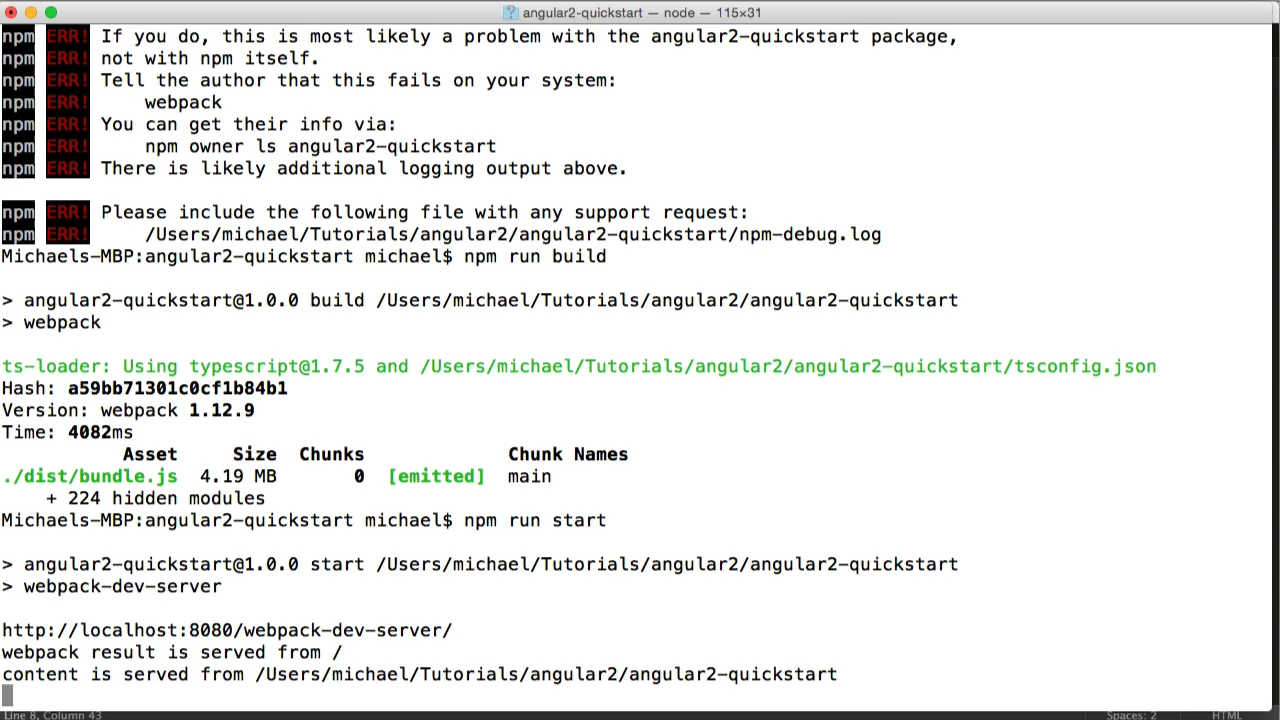 angular2-quickstart — node — 115×31
npm ERR! If you do, this is most likely a problem with the angular2-quickstart package,
npm ERR! not with npm itself.
npm ERR! Tell the author that this fails on your system:
npm ERR!     webpack
npm ERR! You can get their info via:
npm ERR!     npm owner ls angular2-quickstart
npm ERR! There is likely additional logging output above.
npm ERR! Please include the following file with any support request:
npm ERR!     /Users/michael/Tutorials/angular2/angular2-quickstart/npm-debug.log
Michaels-MBP:angular2-quickstart michael$ npm run build
> angular2-quickstart@1.0.0 build /Users/michael/Tutorials/angular2/angular2-quickstart
> webpack
ts-loader: Using typescript@1.7.5 and /Users/michael/Tutorials/angular2/angular2-quickstart/tsconfig.json
Hash: a59bb71301c0cf1b84b1
Version: webpack 1.12.9
Time: 4082ms
Asset     Size  Chunks             Chunk Names
./dist/bundle.js  4.19 MB       0  [emitted]  main
+ 224 hidden modules
Michaels-MBP:angular2-quickstart michael$ npm run start
> angular2-quickstart@1.0.0 start /Users/michael/Tutorials/angular2/angular2-quickstart
> webpack-dev-server
http://localhost:8080/webpack-dev-server/
webpack result is served from /
content is served from /Users/michael/Tutorials/angular2/angular2-quickstart
Line 8, Column 43 Spaces: 2 HTML